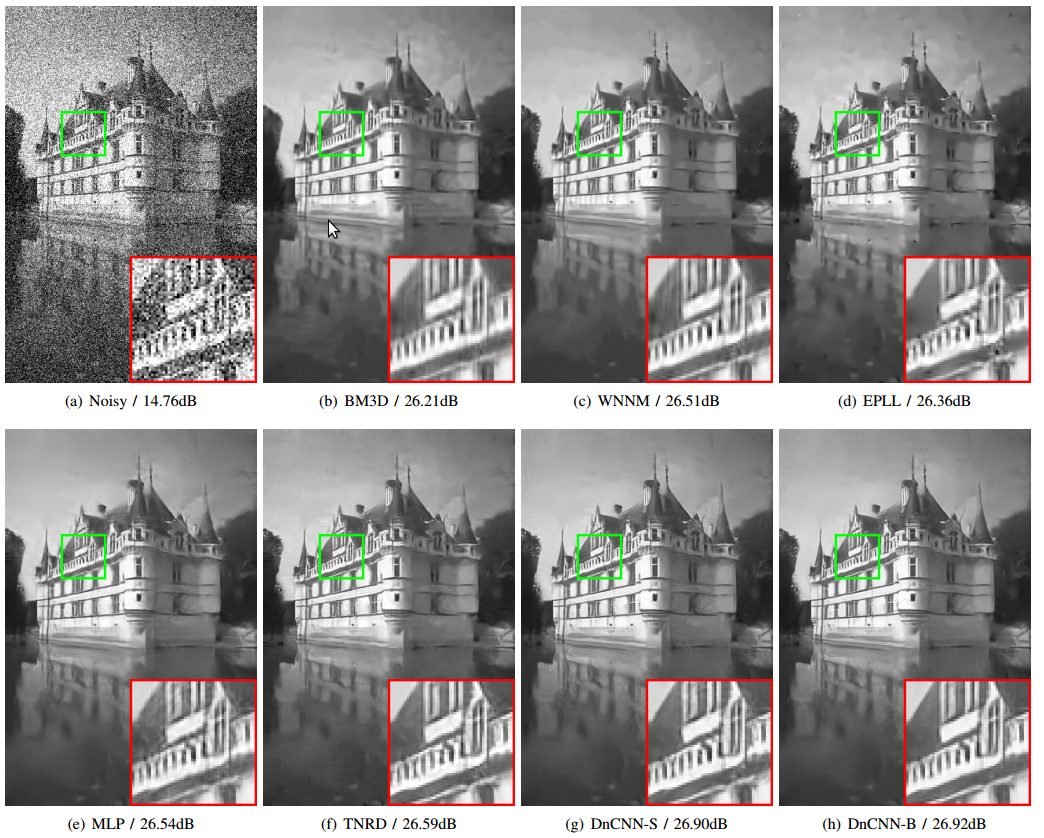 (a) Noisy / 14.76dB
(b) BM3D / 26.21dB
(c) WNNM / 26.51dB
(d) EPLL / 26.36dB
(e) MLP / 26.54dB
(f) TNRD / 26.59dB
(g) DnCNN-S / 26.90dB
(h) DnCNN-B / 26.92dB